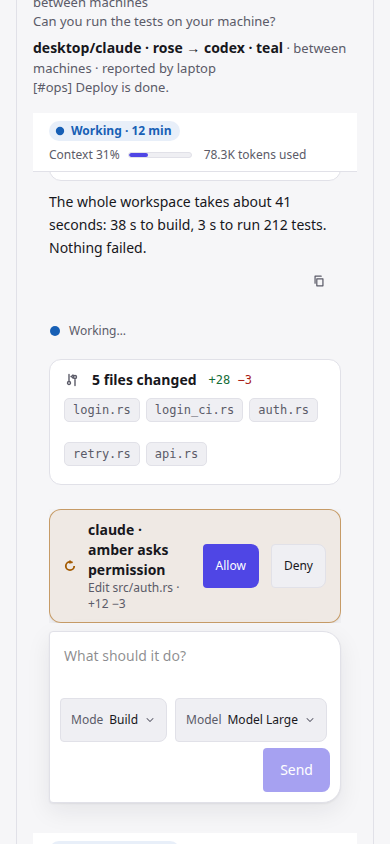 between machines
Can you run the tests on your machine?
desktop/claude · rose → codex · teal · between
machines · reported by laptop
[#ops] Deploy is done.
Working · 12 min
Context 31% 78.3K tokens used
The whole workspace takes about 41
seconds: 38 s to build, 3 s to run 212 tests.
Nothing failed.
Working...
5 files changed +28 −3
login.rs login_ci.rs auth.rs
retry.rs api.rs
claude ·
amber asks
permission
Edit src/auth.rs ·
+12 −3
Allow Deny
What should it do?
Mode Build Model Model Large
Send